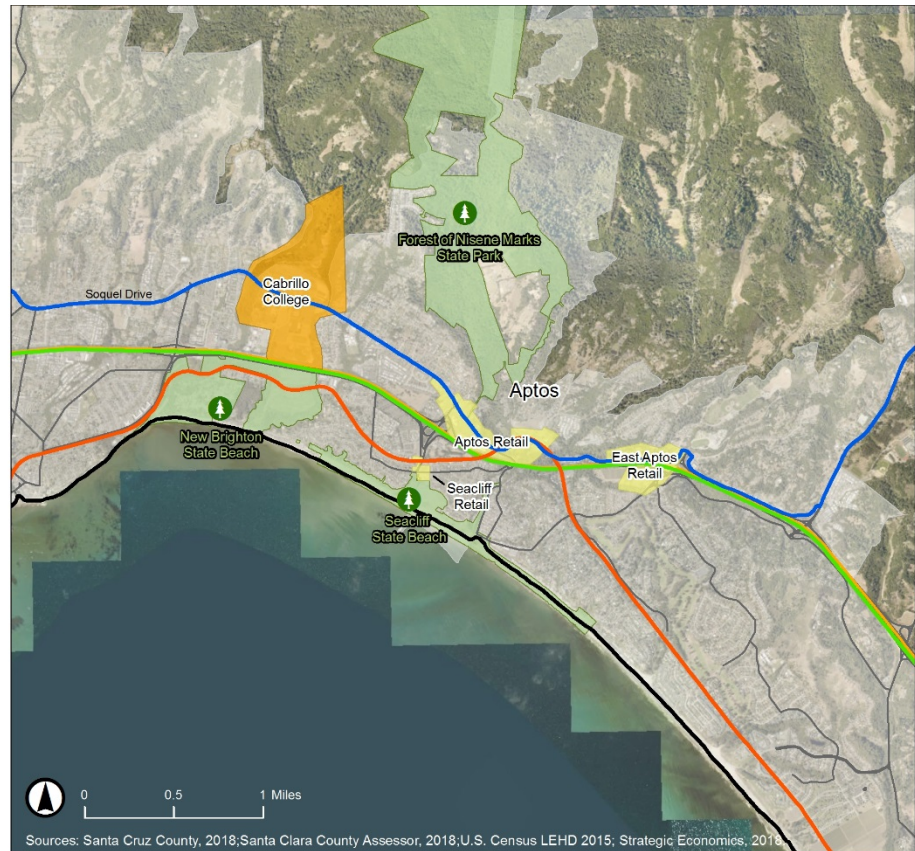 Forest of Nisene Marks
State Park
Cabrillo
College
Soquel Drive
Aptos
New Brighton
State Beach
Aptos Retail
East Aptos
Retail
Seacliff
Retail
Seacliff
State Beach
0 0.5 1 Miles
Sources: Santa Cruz County, 2018;Santa Clara County Assessor, 2018;U.S. Census LEHD 2015; Strategic Economics, 2018.